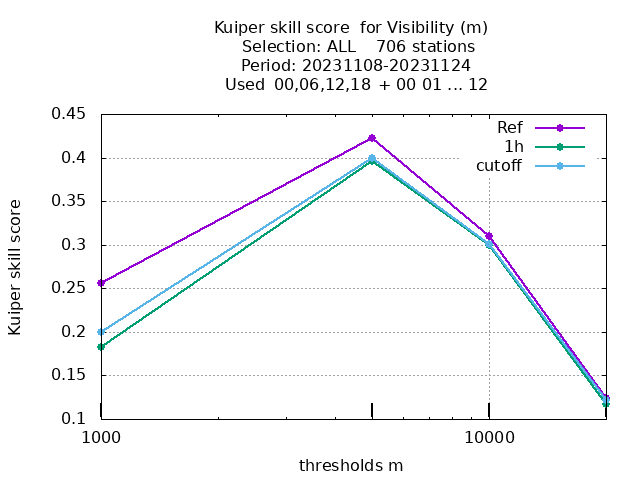 Kuiper skill score  for Visibility (m)
Selection: ALL    706 stations
Period: 20231108-20231124
Used  00,06,12,18  + 00 01 ... 12
0.45
0.4
0.35
0.3
0.25
0.2
0.15
0.1
Kuiper skill score
Ref
1h
cutoff
1000
10000
thresholds m